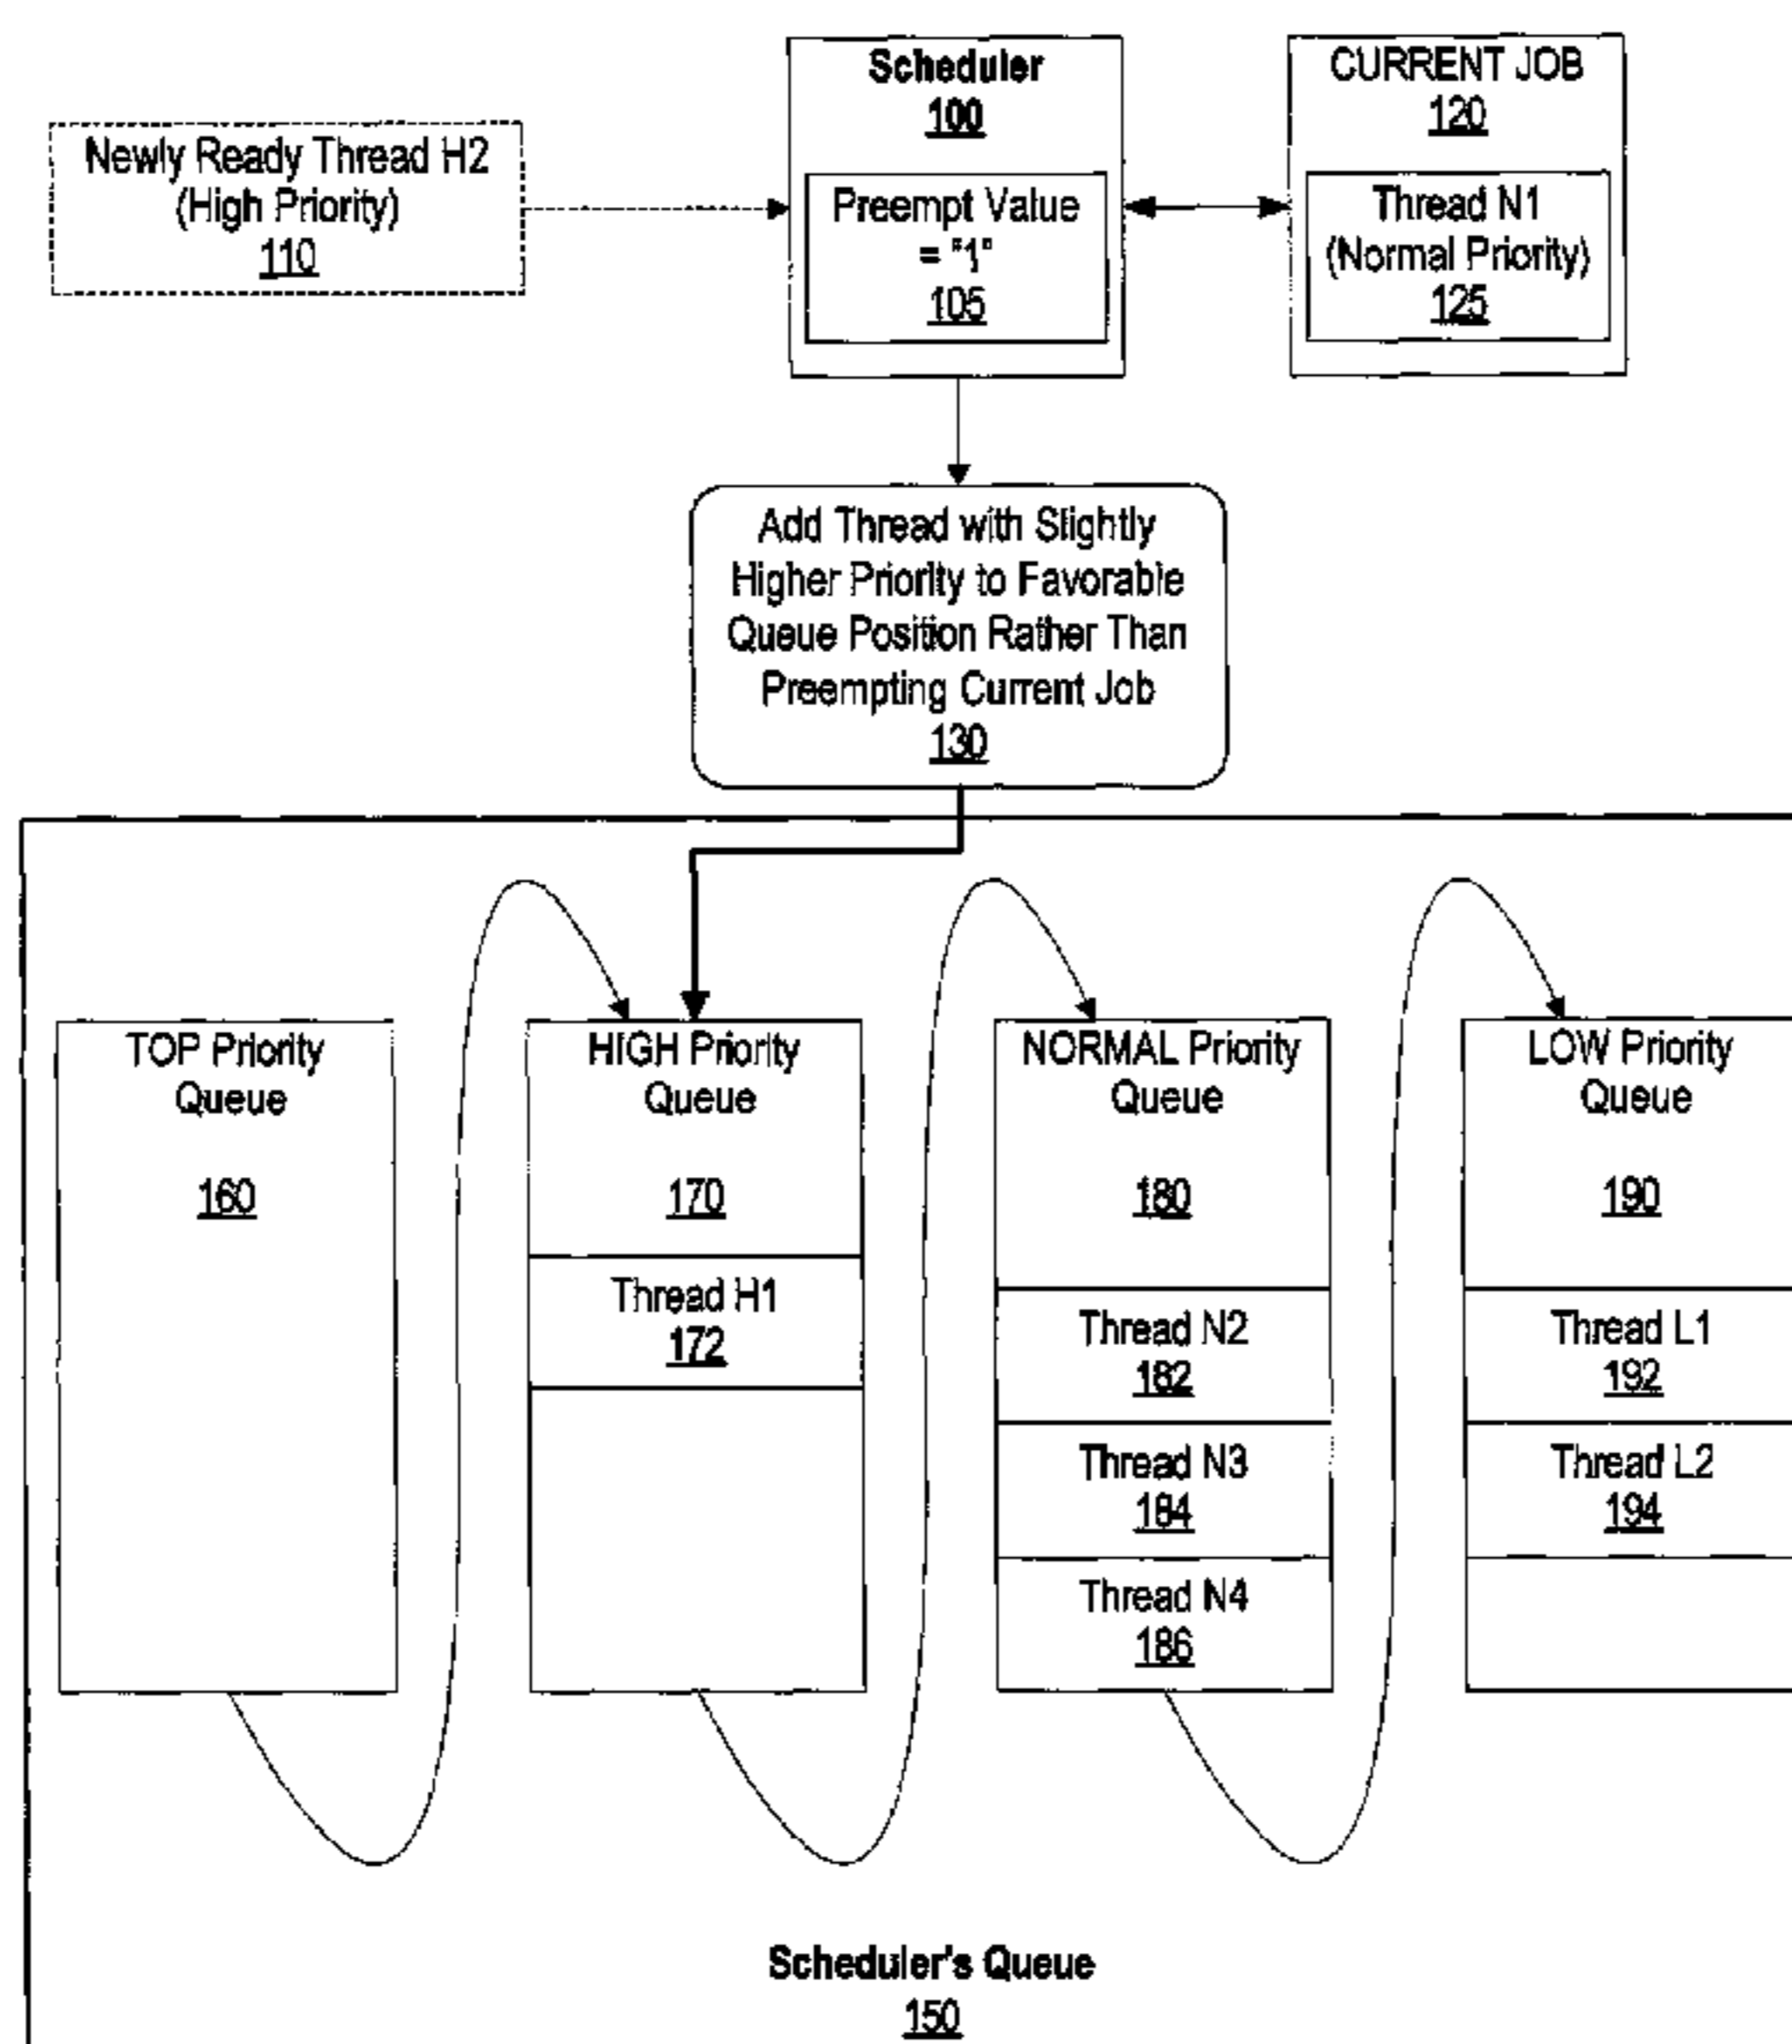 Scheduler
100
Preempt Value
= "1"
105
CURRENT JOB
120
Thread N1
(Normal Priority)
125
Newly Ready Thread H2
(High Priority)
110
Add Thread with Slightly
Higher Priority to Favorable
Queue Position Rather Than
Preempting Current Job
130
TOP Priority
Queue
160
HIGH Priority
Queue
170
Thread H1
172
NORMAL Priority
Queue
180
Thread N2
182
Thread N3
184
Thread N4
186
LOW Priority
Queue
190
Thread L1
192
Thread L2
194
Scheduler's Queue
150